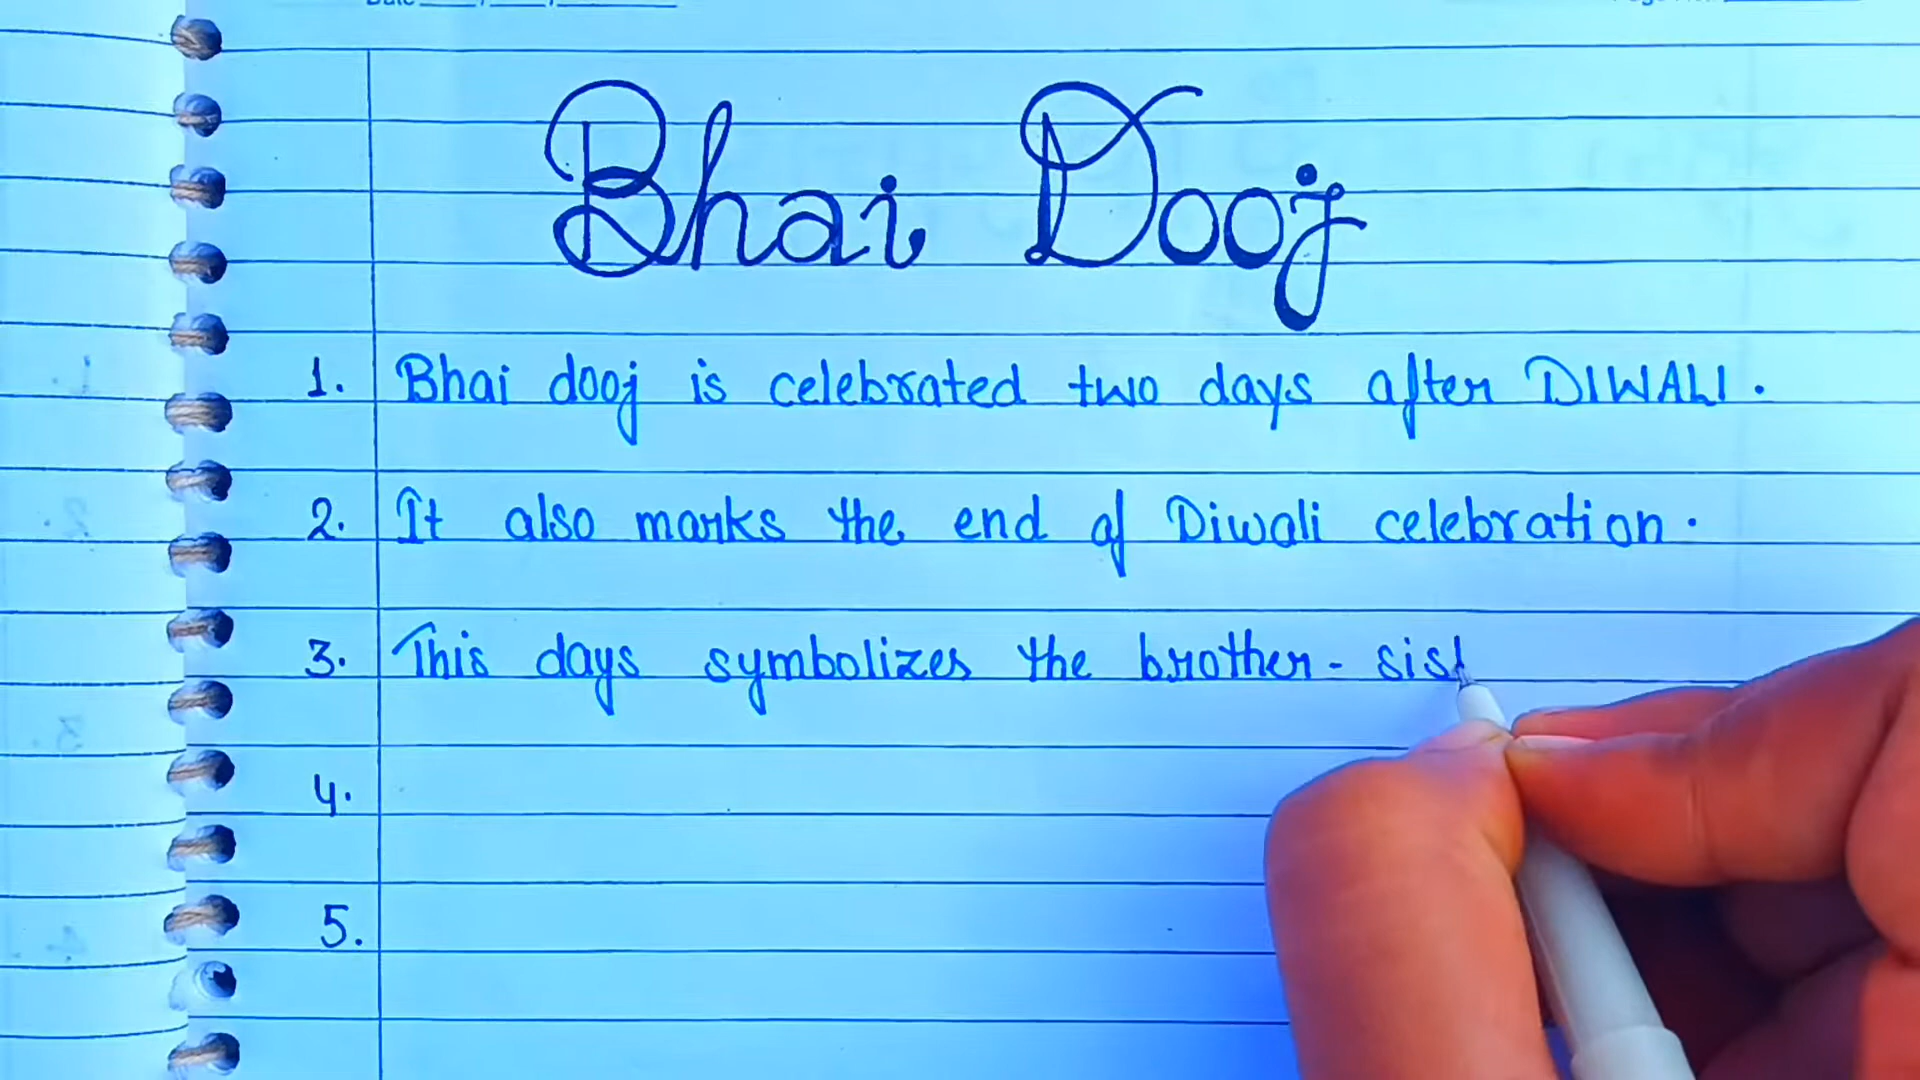 Bhai Dooj
1. Bhai dooj is celebrated two days after DIWALI.
2. It also marks the end of Diwali celebration.
3. This days symbolizes the brother - sist
4.
5.